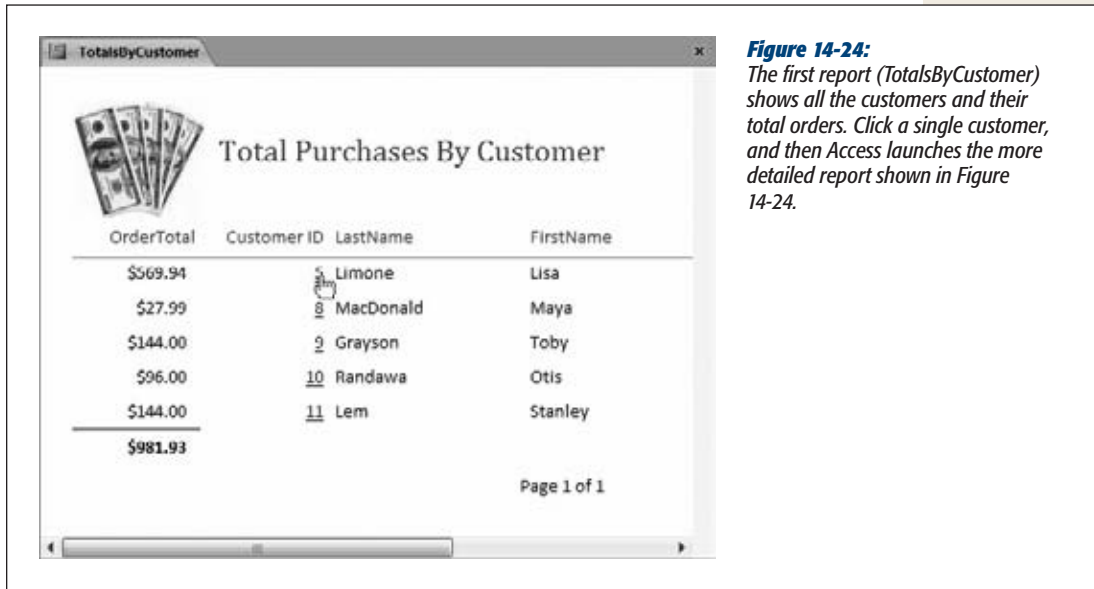 TotalsByCustomer
Total Purchases By Customer
OrderTotal Customer ID LastName FirstName
$569.94 5 Limone Lisa
$27.99 8 MacDonald Maya
$144.00 9 Grayson Toby
$96.00 10 Randawa Otis
$144.00 11 Lem Stanley
$981.93
Page 1 of 1
Figure 14-24:
The first report (TotalsByCustomer)
shows all the customers and their
total orders. Click a single customer,
and then Access launches the more
detailed report shown in Figure
14-24.